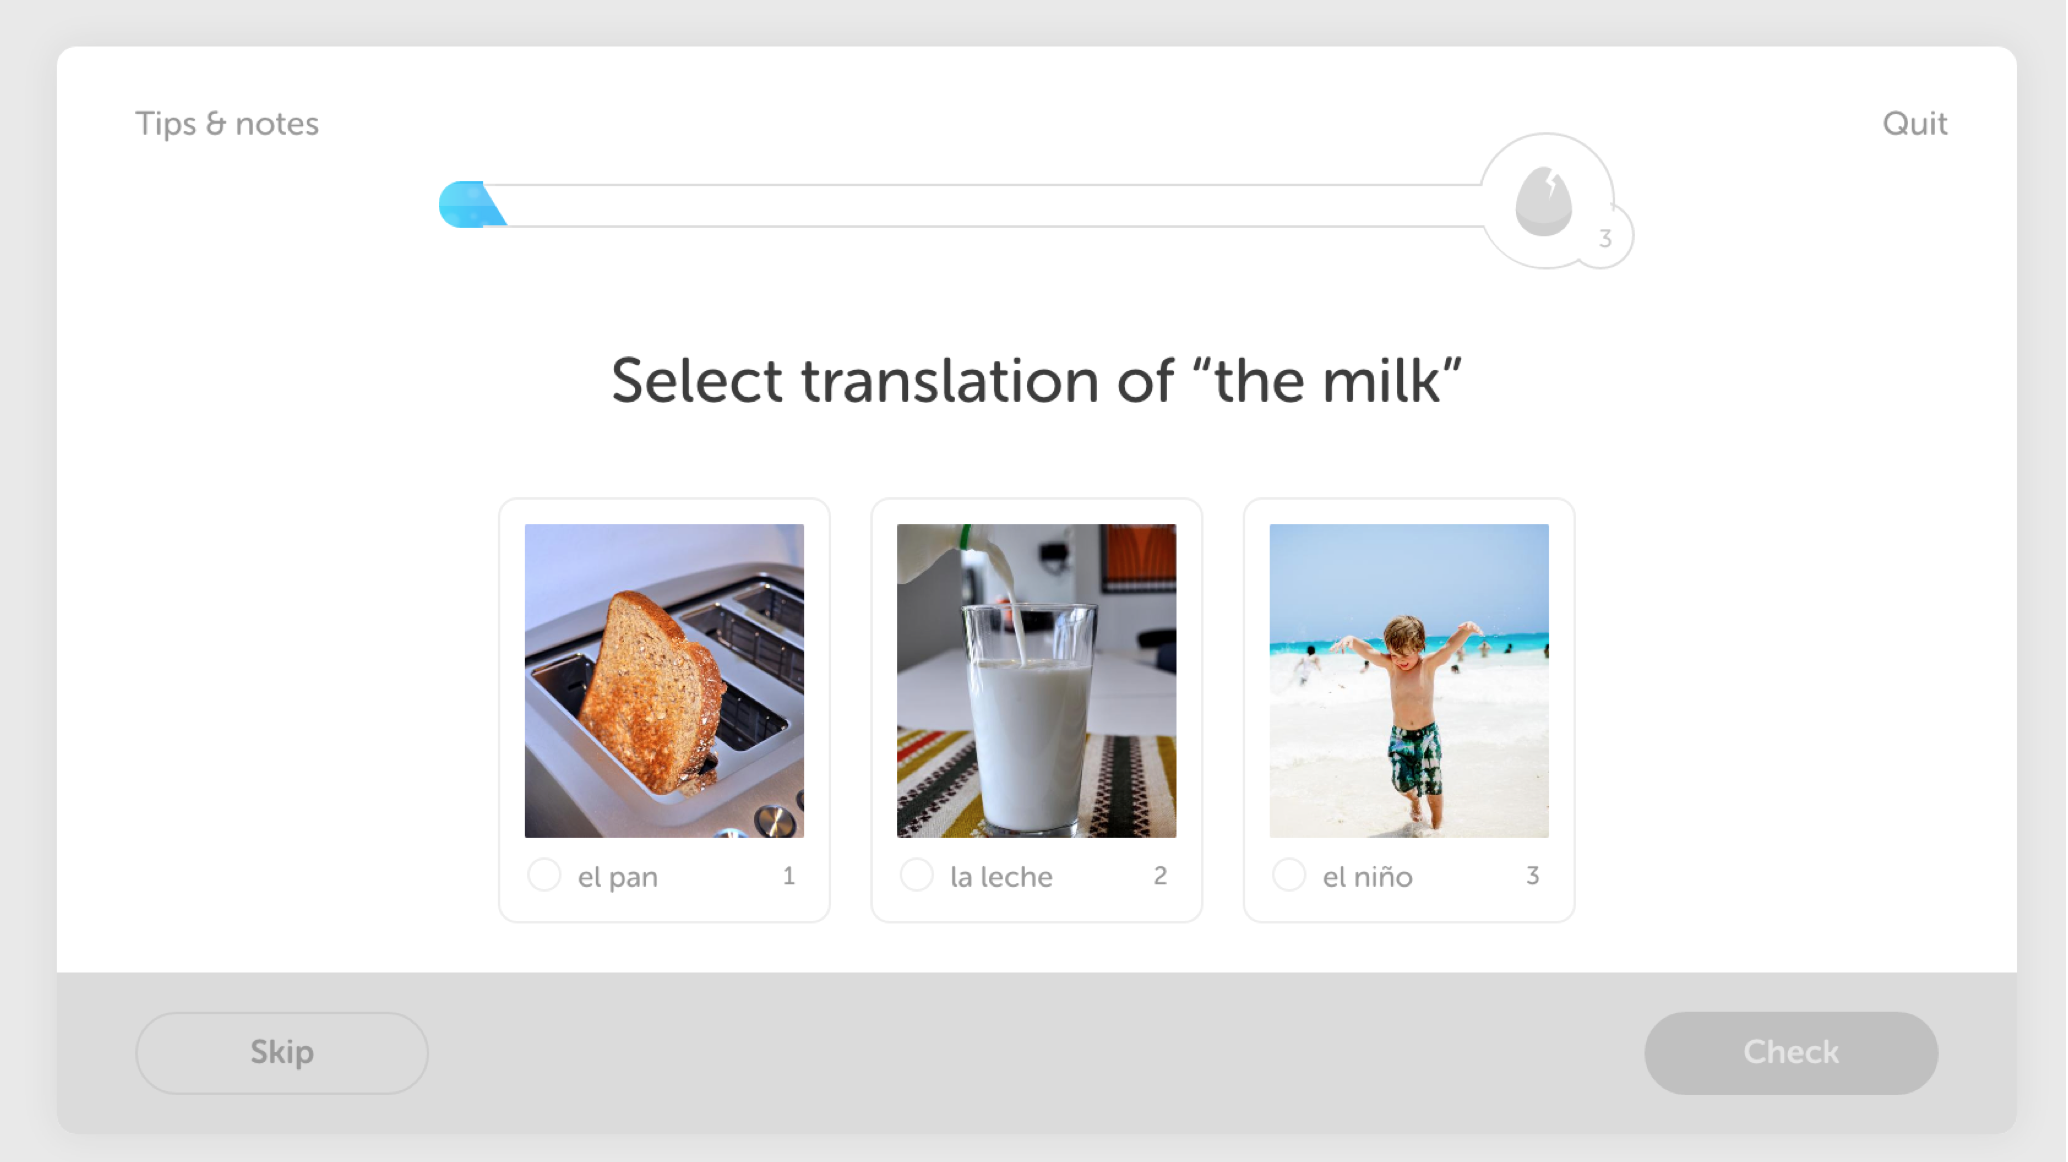 Tips & notes
Quit
3
Select translation of “the milk”
el pan 1
la leche 2
el niño 3
Skip
Check